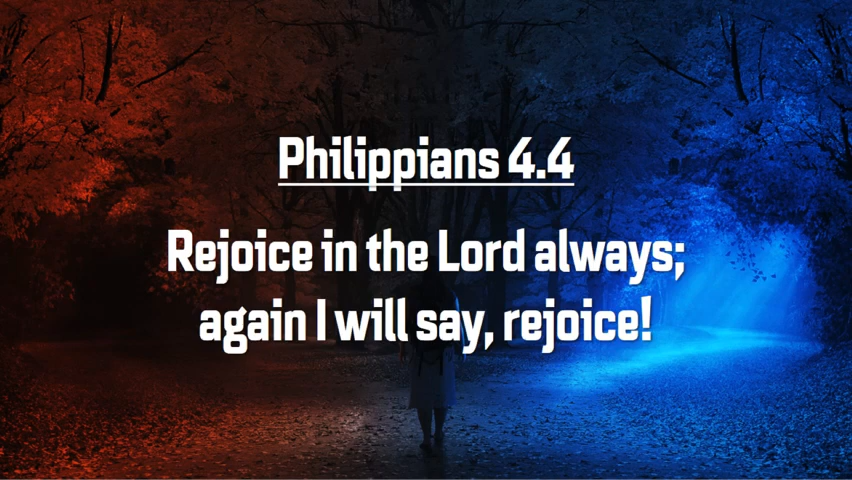 Philippians 4.4
Rejoice in the Lord always;
again I will say, rejoice!